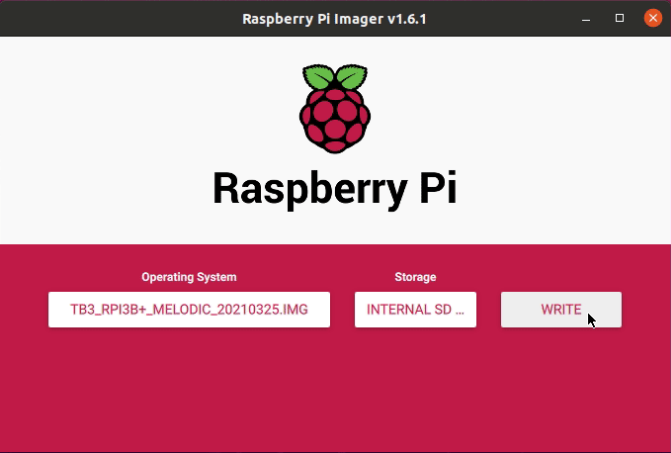 Raspberry Pi Imager v1.6.1
Raspberry Pi
Operating System
Storage
TB3_RPI3B+_MELODIC_20210325.IMG
INTERNAL SD ...
WRITE